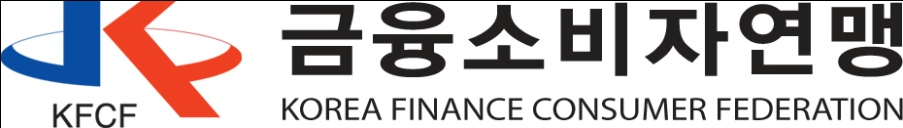 금융소비자연맹
KFCF
KOREA FINANCE CONSUMER FEDERATION